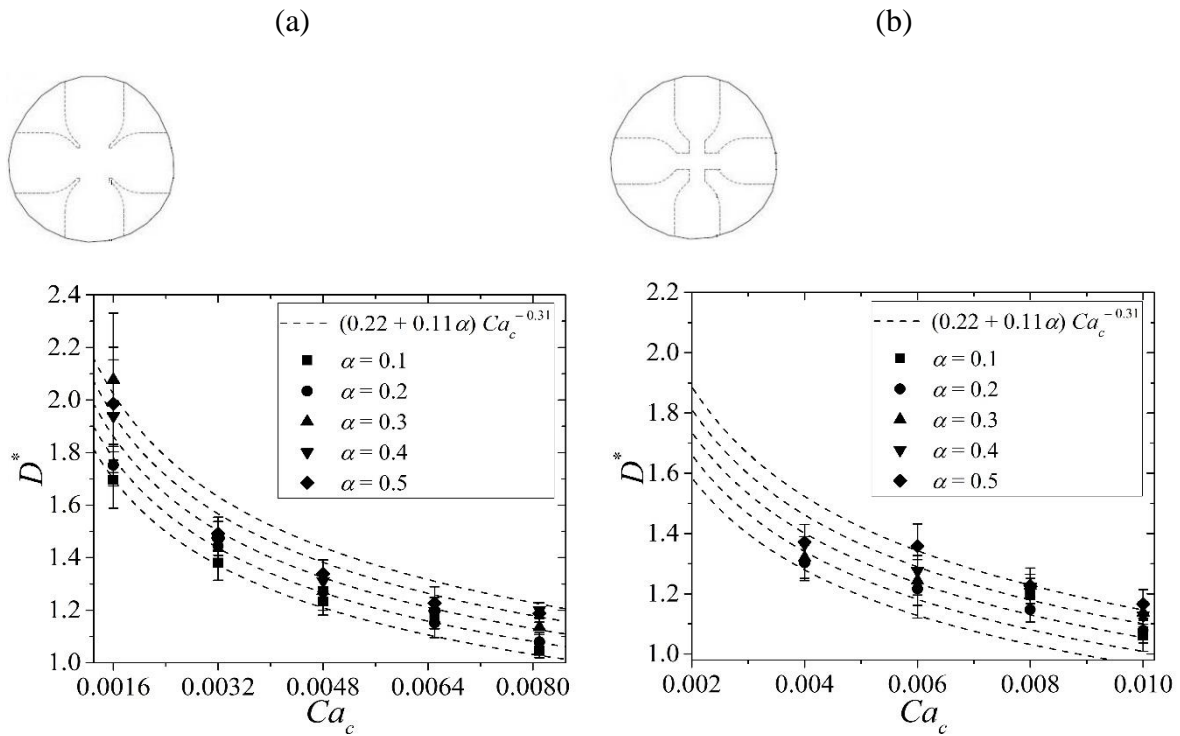 (a)
(b)
2.4
2.2
2.0
1.8
1.6
1.4
1.2
1.0
D*
(0.22 + 0.11α) Ca_c^−0.31
α = 0.1
α = 0.2
α = 0.3
α = 0.4
α = 0.5
0.0016 0.0032 0.0048 0.0064 0.0080
Ca_c
2.2
2.0
1.8
1.6
1.4
1.2
1.0
D*
(0.22 + 0.11α) Ca_c^−0.31
α = 0.1
α = 0.2
α = 0.3
α = 0.4
α = 0.5
0.002 0.004 0.006 0.008 0.010
Ca_c